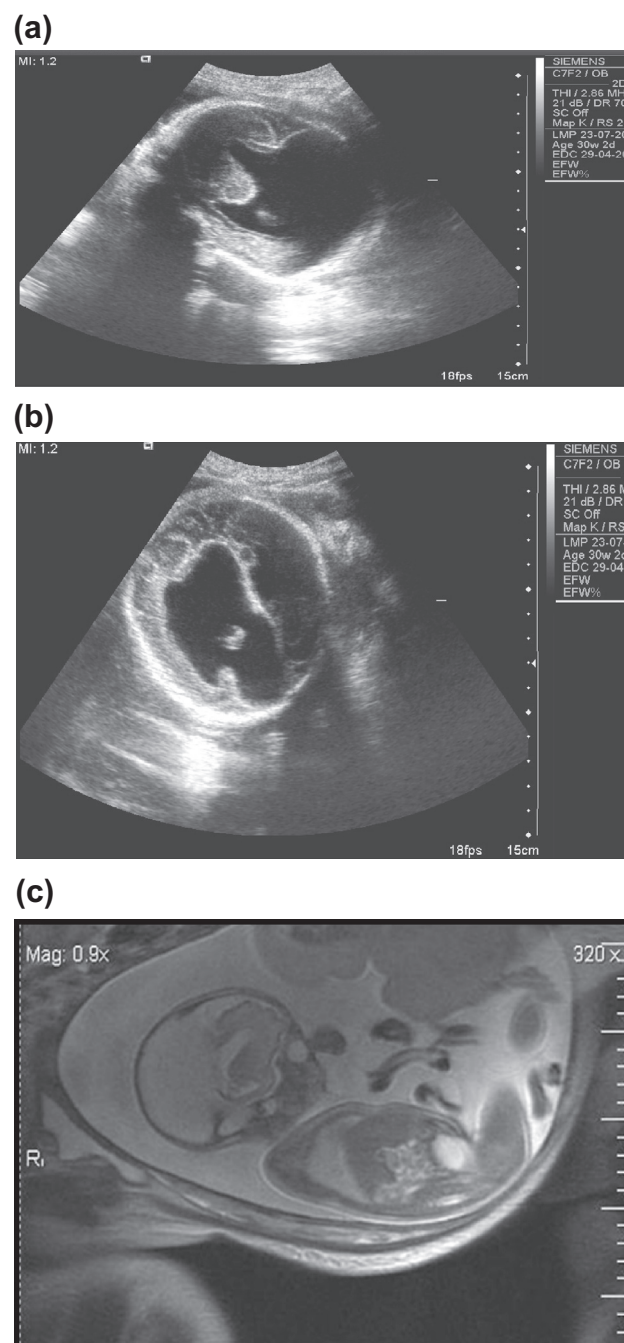 (a)
MI: 1.2
SIEMENS
C7F2 / OB
2D
THI / 2.86 MH
21 dB / DR 70
SC Off
Map K / RS 2
LMP 23-07-20
Age 30w 2d
EDC 29-04-20
EFW
EFW%
18fps 15cm
(b)
MI: 1.2
SIEMENS
C7F2 / OB
THI / 2.86 M
21 dB / DR
SC Off
Map K / RS
LMP 23-07-
Age 30w 2d
EDC 29-04
EFW
EFW%
18fps 15cm
(c)
Mag: 0.9x
320 x
R